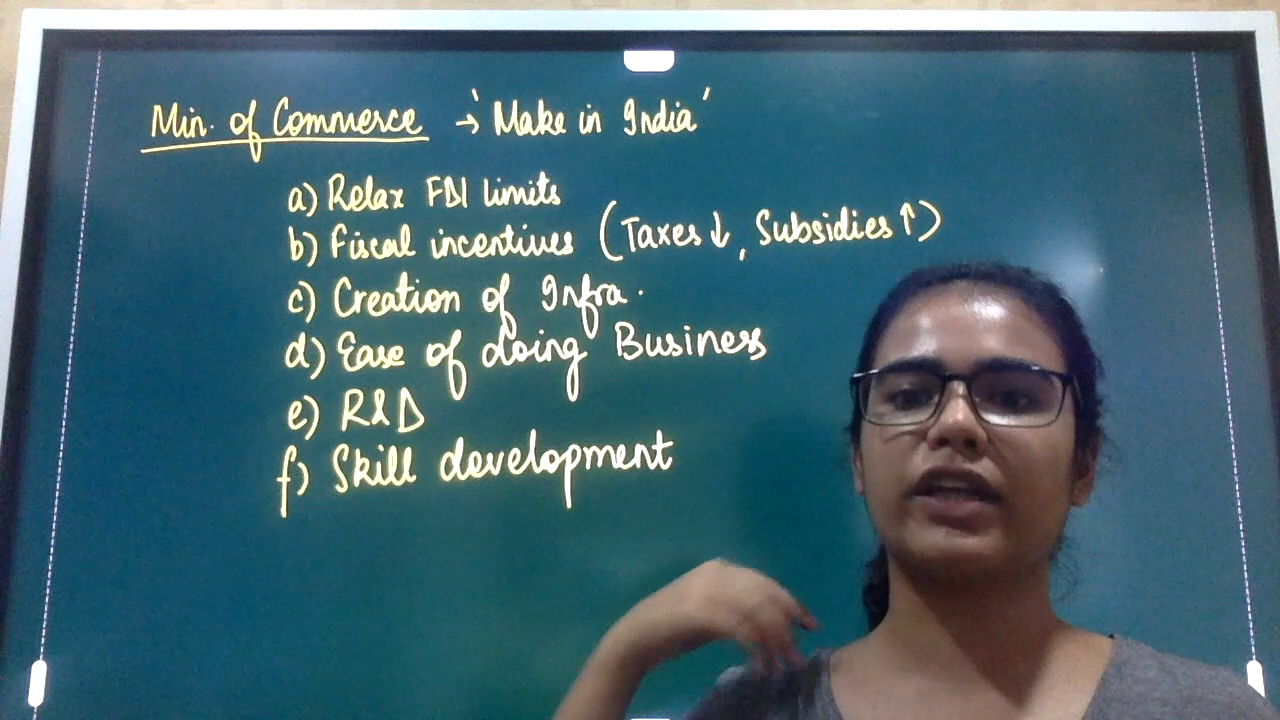 Min. of Commerce → 'Make in India'
a) Relax FDI limits
b) Fiscal incentives (Taxes↓, Subsidies↑)
c) Creation of Infra.
d) Ease of doing Business
e) R&D
f) Skill development